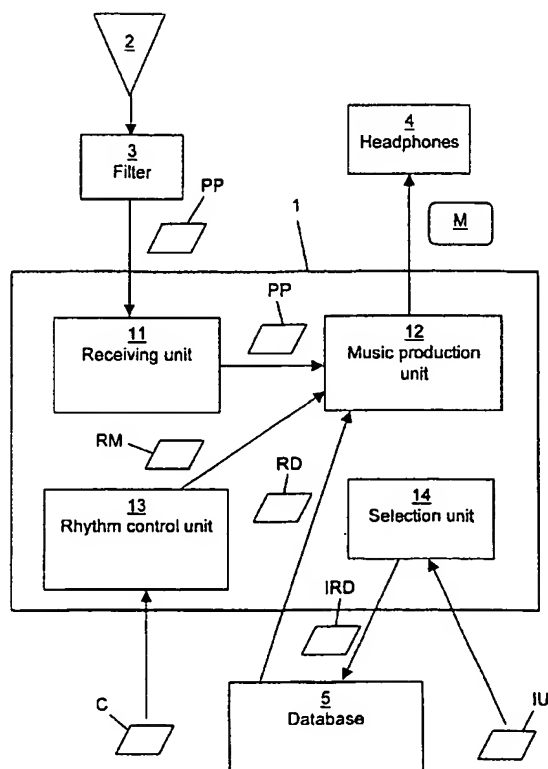 2
3
Filter
4
Headphones
PP
1
M
PP
11
Receiving unit
12
Music production
unit
RM
RD
13
Rhythm control unit
14
Selection unit
IRD
C
5
Database
IU